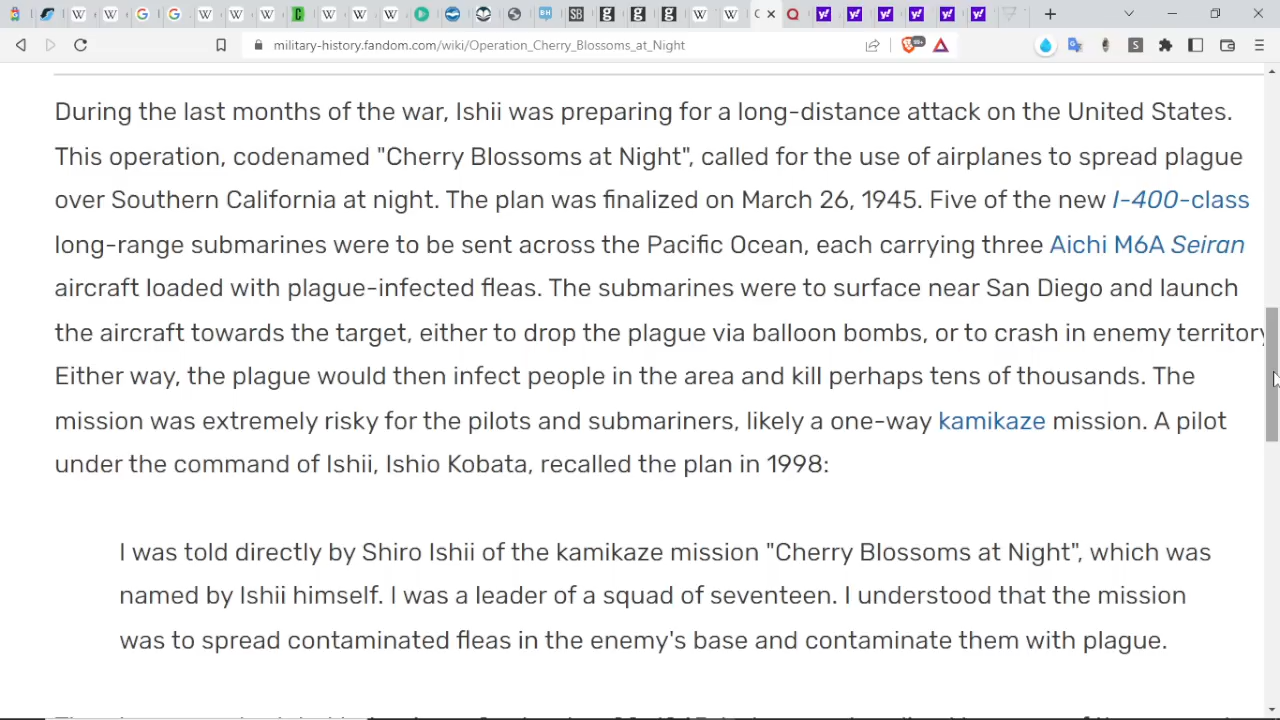 military-history.fandom.com/wiki/Operation_Cherry_Blossoms_at_Night
During the last months of the war, Ishii was preparing for a long-distance attack on the United States.
This operation, codenamed "Cherry Blossoms at Night", called for the use of airplanes to spread plague
over Southern California at night. The plan was finalized on March 26, 1945. Five of the new I-400-class
long-range submarines were to be sent across the Pacific Ocean, each carrying three Aichi M6A Seiran
aircraft loaded with plague-infected fleas. The submarines were to surface near San Diego and launch
the aircraft towards the target, either to drop the plague via balloon bombs, or to crash in enemy territory
Either way, the plague would then infect people in the area and kill perhaps tens of thousands. The
mission was extremely risky for the pilots and submariners, likely a one-way kamikaze mission. A pilot
under the command of Ishii, Ishio Kobata, recalled the plan in 1998:
I was told directly by Shiro Ishii of the kamikaze mission "Cherry Blossoms at Night", which was
named by Ishii himself. I was a leader of a squad of seventeen. I understood that the mission
was to spread contaminated fleas in the enemy's base and contaminate them with plague.